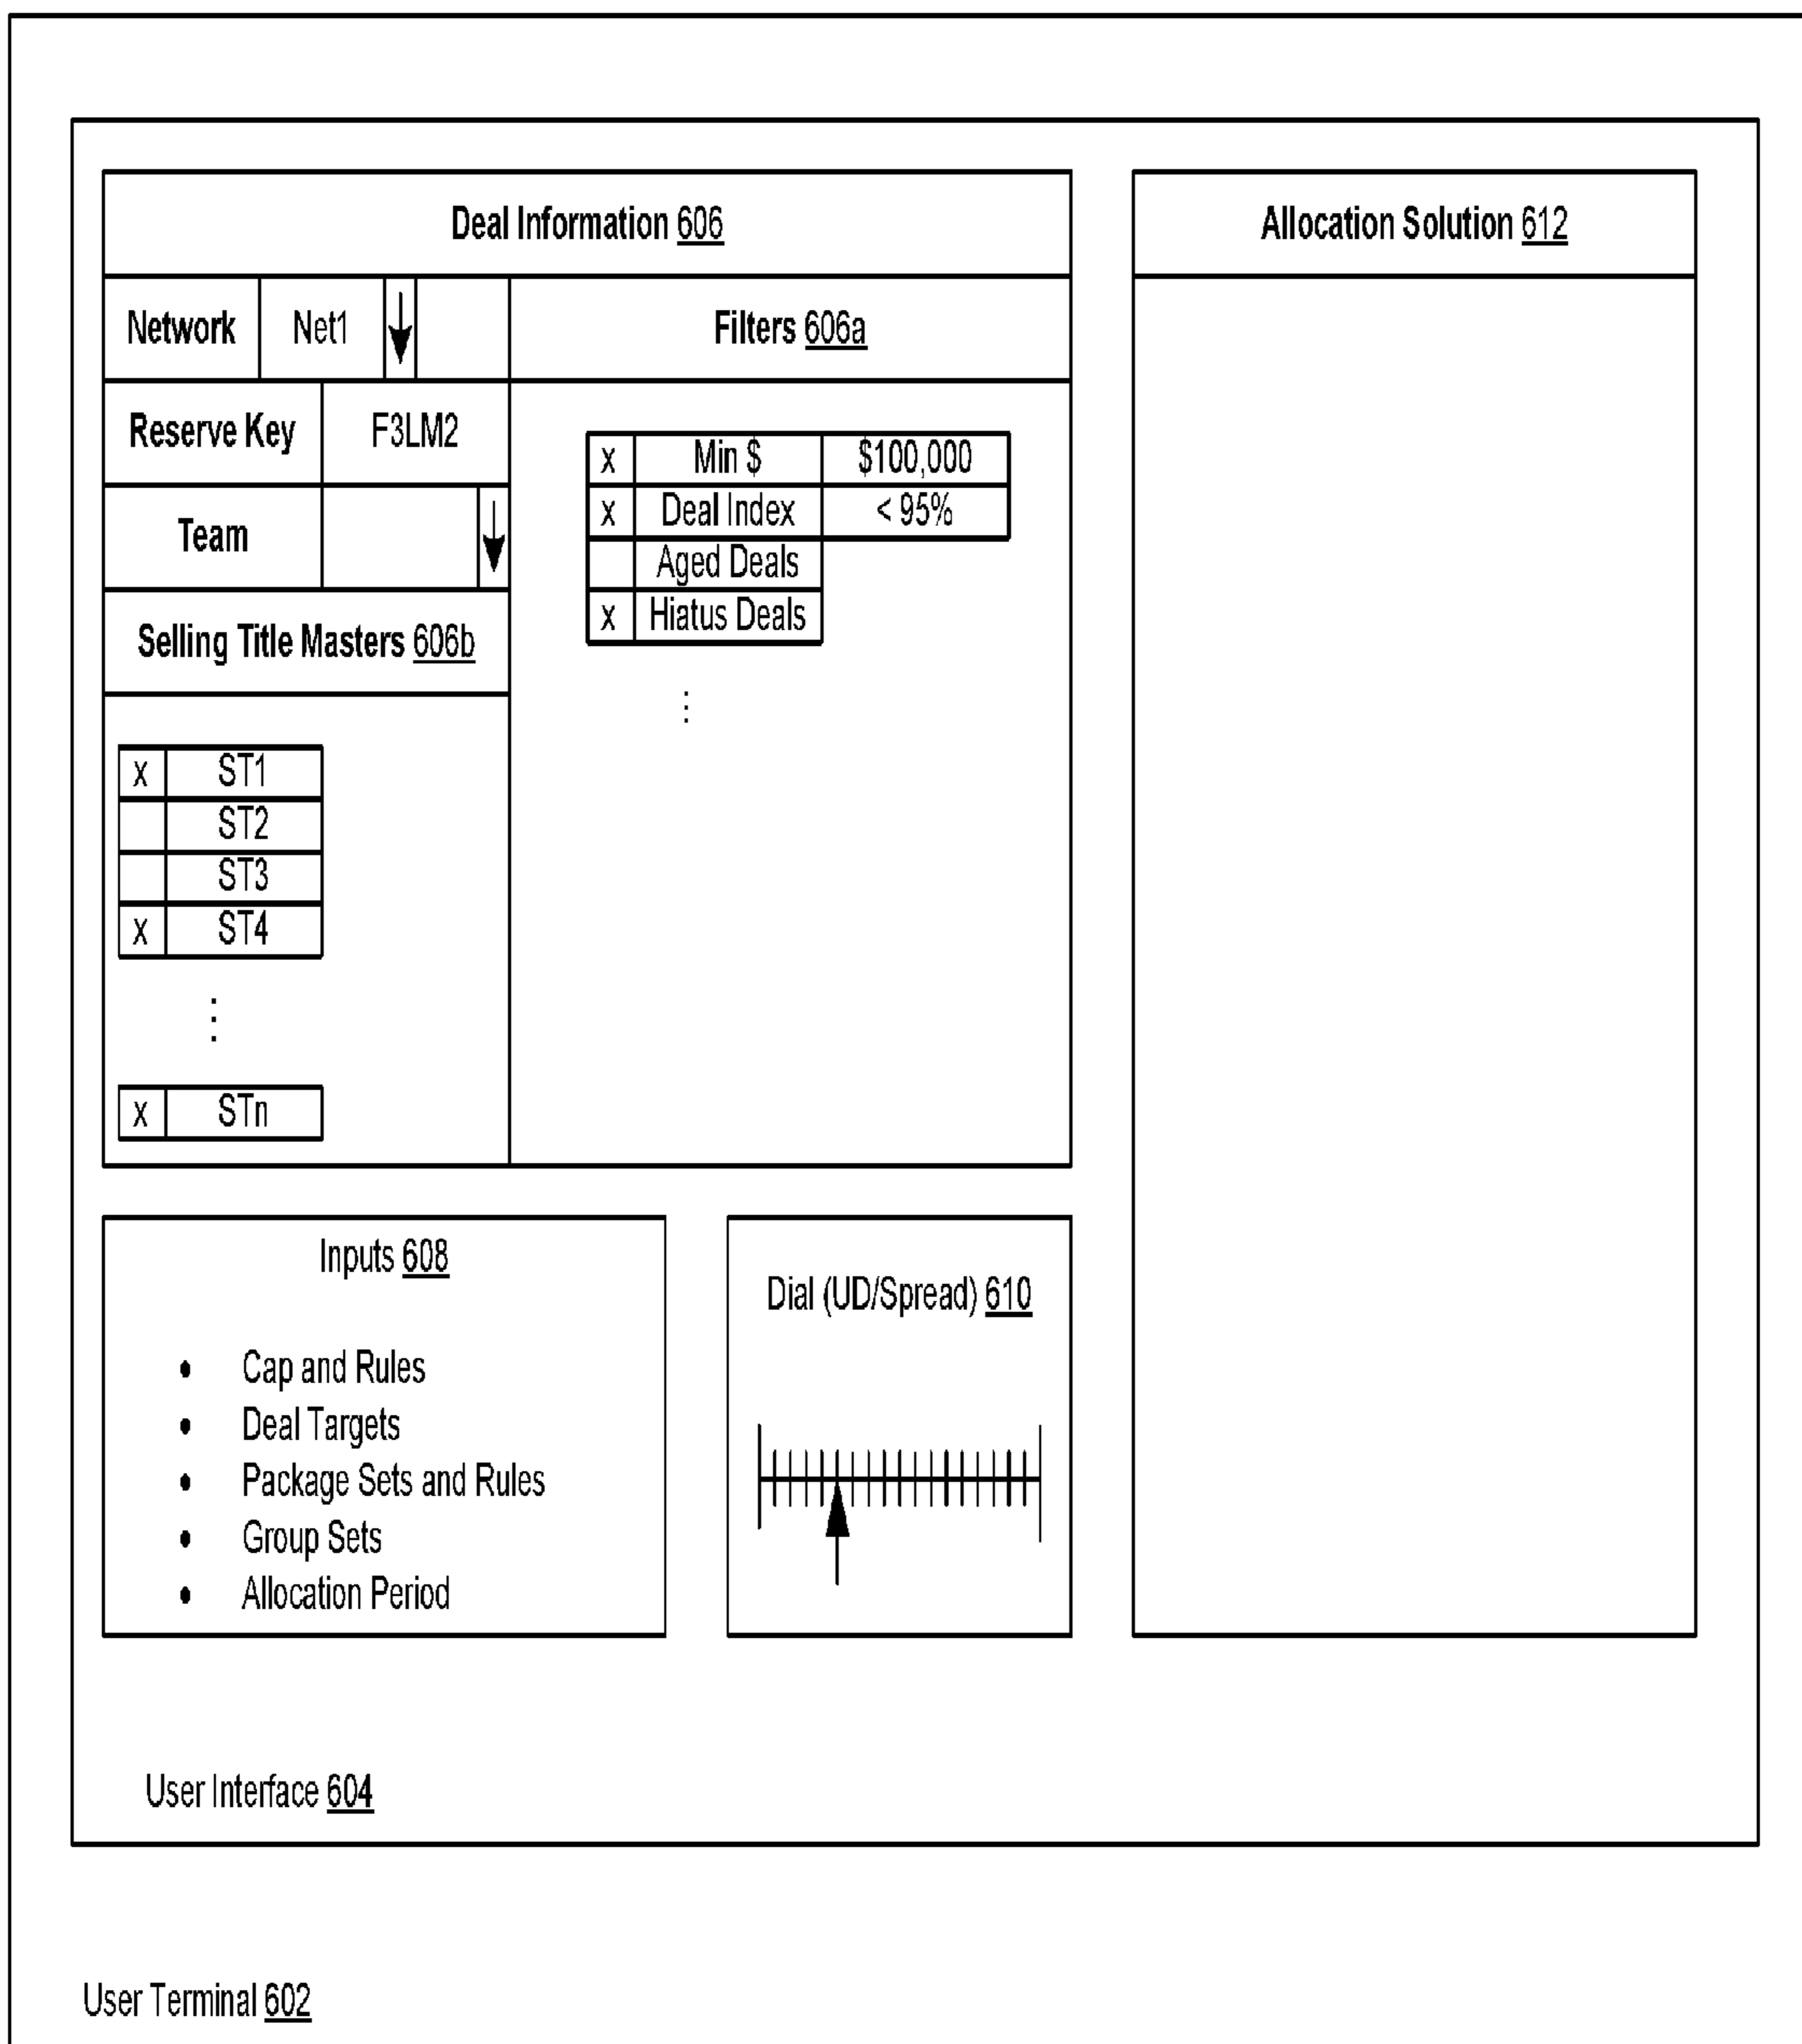 Deal Information 606
Network Net1
Filters 606a
Reserve Key F3LM2
Team
x Min $ $100,000
x Deal Index < 95%
Aged Deals
x Hiatus Deals
⋮
Selling Title Masters 606b
x ST1
ST2
ST3
x ST4
⋮
x STn
Inputs 608
• Cap and Rules
• Deal Targets
• Package Sets and Rules
• Group Sets
• Allocation Period
Dial (UD/Spread) 610
Allocation Solution 612
User Interface 604
User Terminal 602